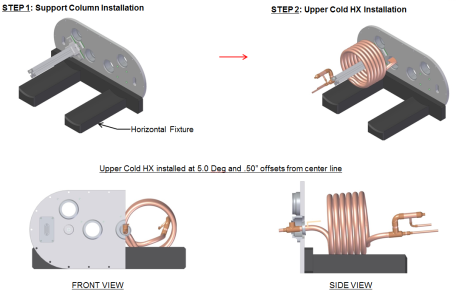 STEP 1: Support Column Installation
STEP 2: Upper Cold HX Installation
Horizontal Fixture
Upper Cold HX installed at 5.0 Deg and .50" offsets from center line
FRONT VIEW
SIDE VIEW